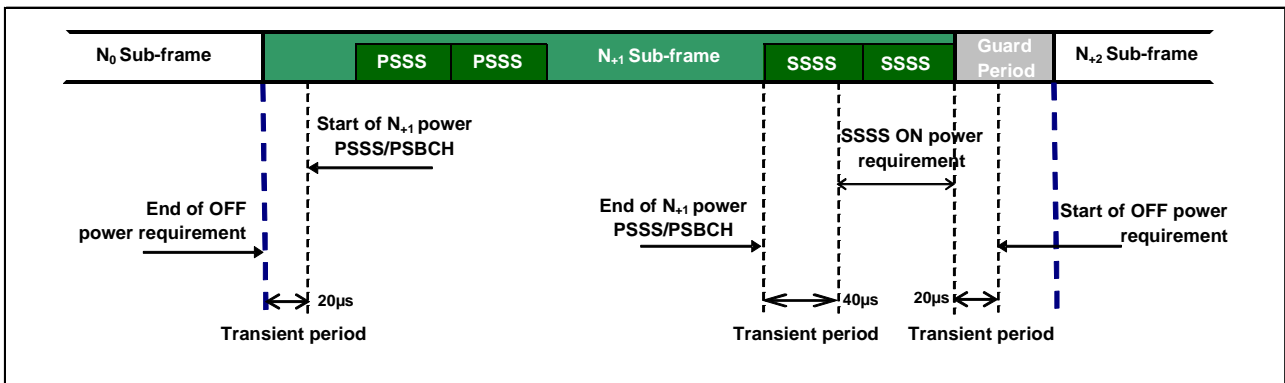 N₀ Sub-frame
PSSS
PSSS
N₊₁ Sub-frame
SSSS
SSSS
Guard
Period
N₊₂ Sub-frame
Start of N₊₁ power
PSSS/PSBCH
SSSS ON power
requirement
End of OFF
power requirement
End of N₊₁ power
PSSS/PSBCH
Start of OFF power
requirement
20µs
40µs
20µs
Transient period
Transient period
Transient period